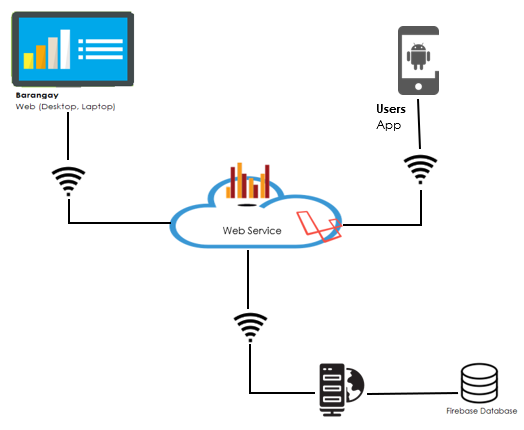 Barangay
Web (Desktop, Laptop)
Users
App
Web Service
Firebase Database